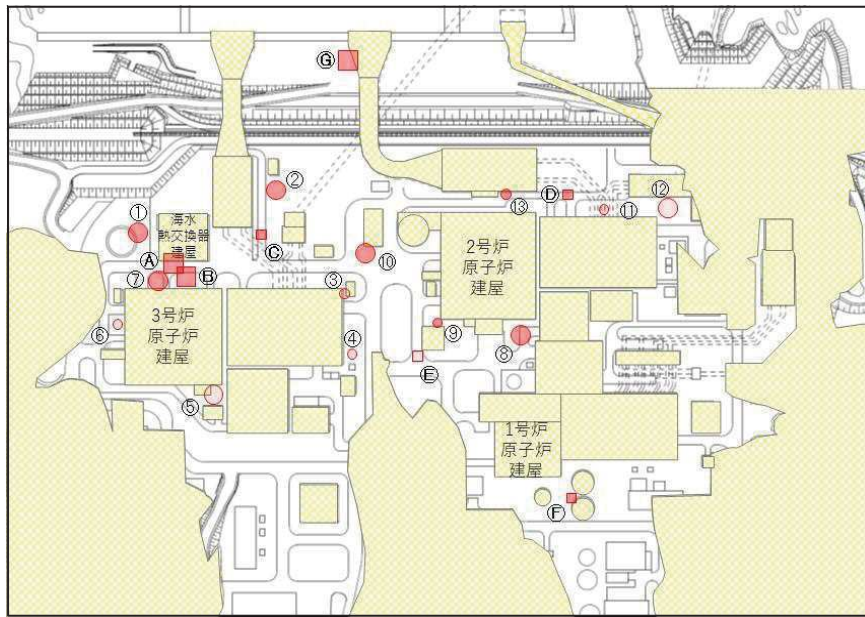 Ⓖ
②
Ⓓ
⑫
⑬
⑪
①
海水
熱交換器
建屋
Ⓒ
⑩
2号炉
原子炉
建屋
Ⓐ
Ⓑ
⑦
③
3号炉
原子炉
建屋
⑥
④
⑨
⑧
Ⓔ
⑤
1号炉
原子炉
建屋
Ⓕ